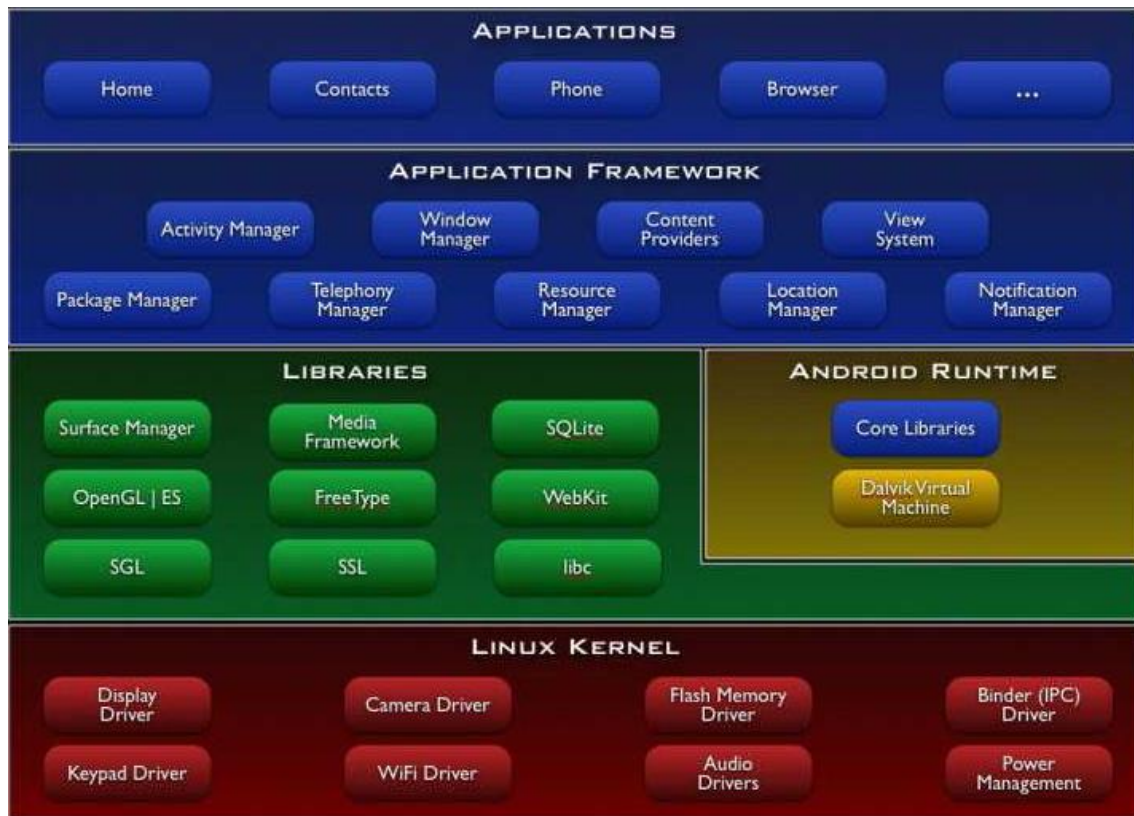 APPLICATIONS
Home
Contacts
Phone
Browser
...
APPLICATION FRAMEWORK
Activity Manager
Window
Manager
Content
Providers
View
System
Package Manager
Telephony
Manager
Resource
Manager
Location
Manager
Notification
Manager
LIBRARIES
Surface Manager
Media
Framework
SQLite
OpenGL | ES
FreeType
WebKit
SGL
SSL
libc
ANDROID RUNTIME
Core Libraries
Dalvik Virtual
Machine
LINUX KERNEL
Display
Driver
Camera Driver
Flash Memory
Driver
Binder (IPC)
Driver
Keypad Driver
WiFi Driver
Audio
Drivers
Power
Management